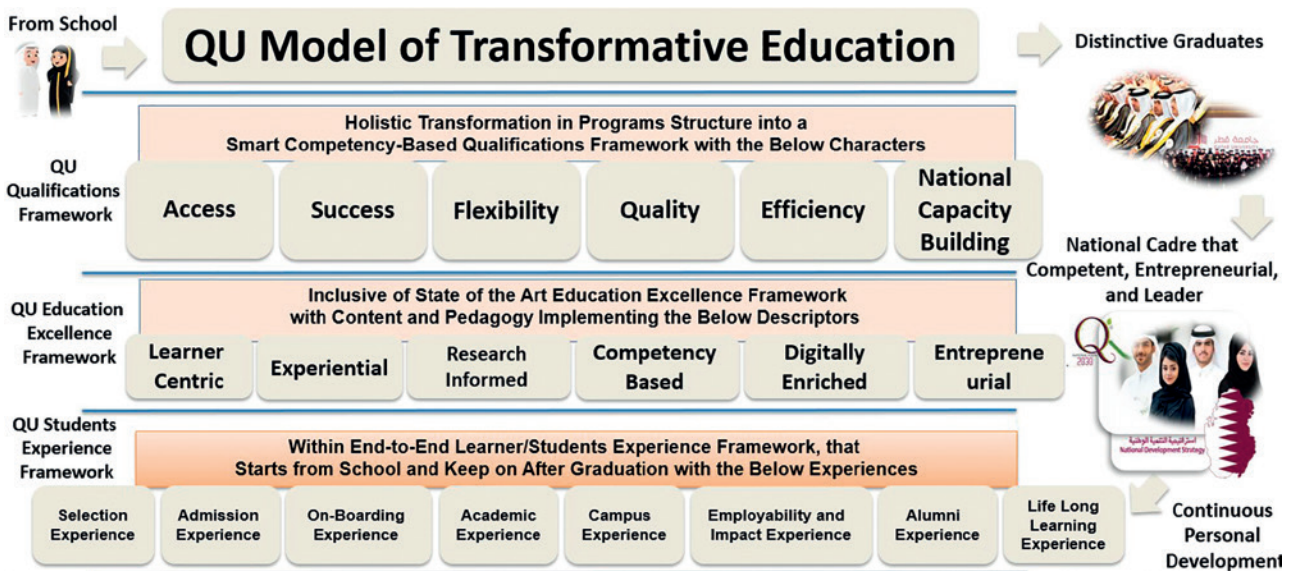 From School
QU Model of Transformative Education
Distinctive Graduates
جامعة قطر
QU
Qualifications
Framework
Holistic Transformation in Programs Structure into a
Smart Competency-Based Qualifications Framework with the Below Characters
Access
Success
Flexibility
Quality
Efficiency
National
Capacity
Building
National Cadre that
Competent, Entrepreneurial,
and Leader
QU Education
Excellence
Framework
Inclusive of State of the Art Education Excellence Framework
with Content and Pedagogy Implementing the Below Descriptors
Learner
Centric
Experiential
Research
Informed
Competency
Based
Digitally
Enriched
Entreprene
urial
2030
استراتيجية التنمية الوطنية
National Development Strategy
QU Students
Experience
Framework
Within End-to-End Learner/Students Experience Framework, that
Starts from School and Keep on After Graduation with the Below Experiences
Selection
Experience
Admission
Experience
On-Boarding
Experience
Academic
Experience
Campus
Experience
Employability and
Impact Experience
Alumni
Experience
Life Long
Learning
Experience
Continuous
Personal
Development